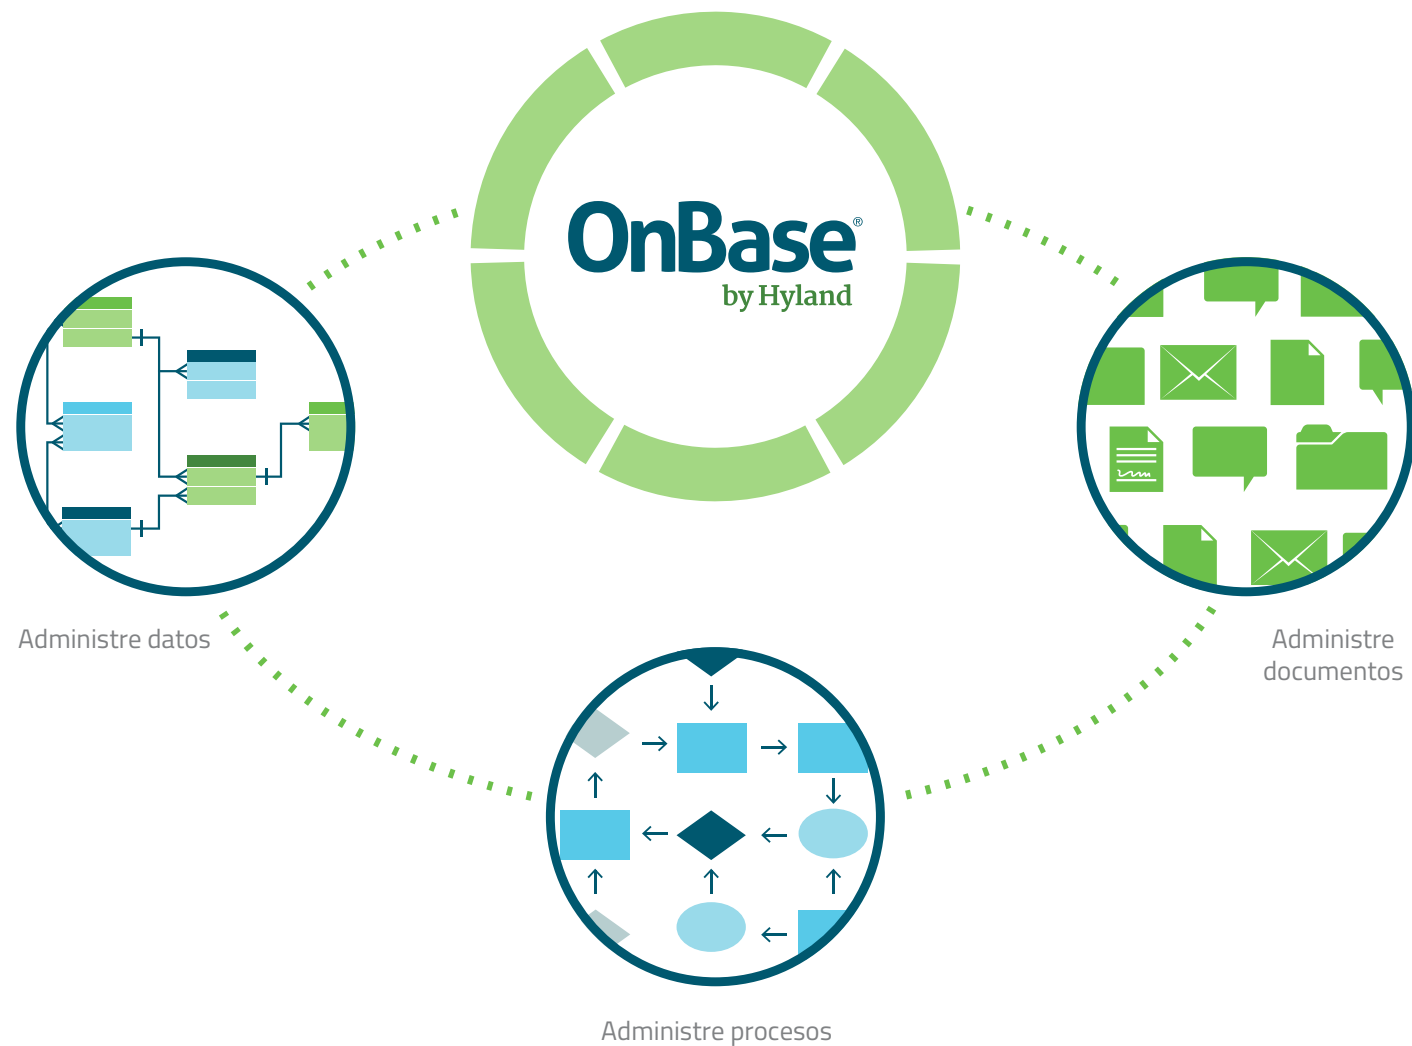 OnBase®
by Hyland
Administre datos
Administre
documentos
Administre procesos